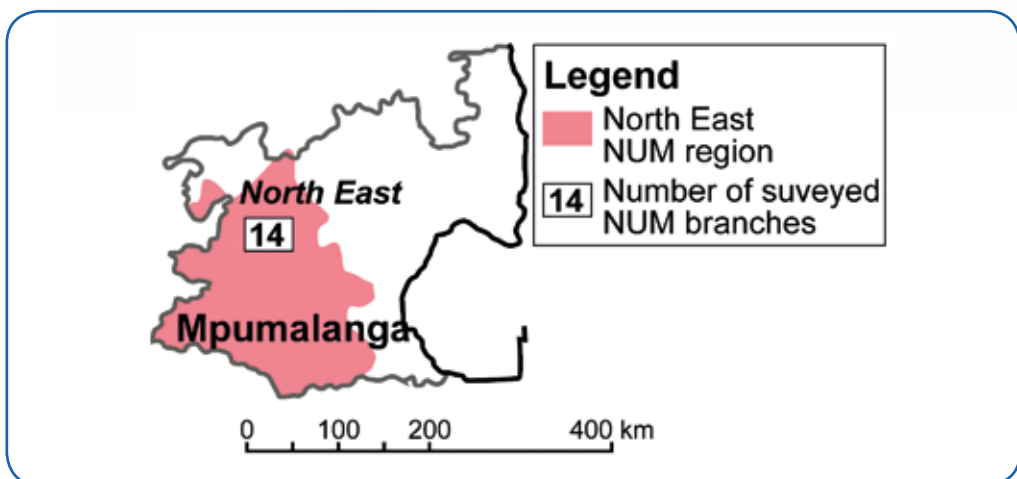 Legend
North East
NUM region
14 Number of suveyed
NUM branches
North East
14
Mpumalanga
0 100 200 400 km